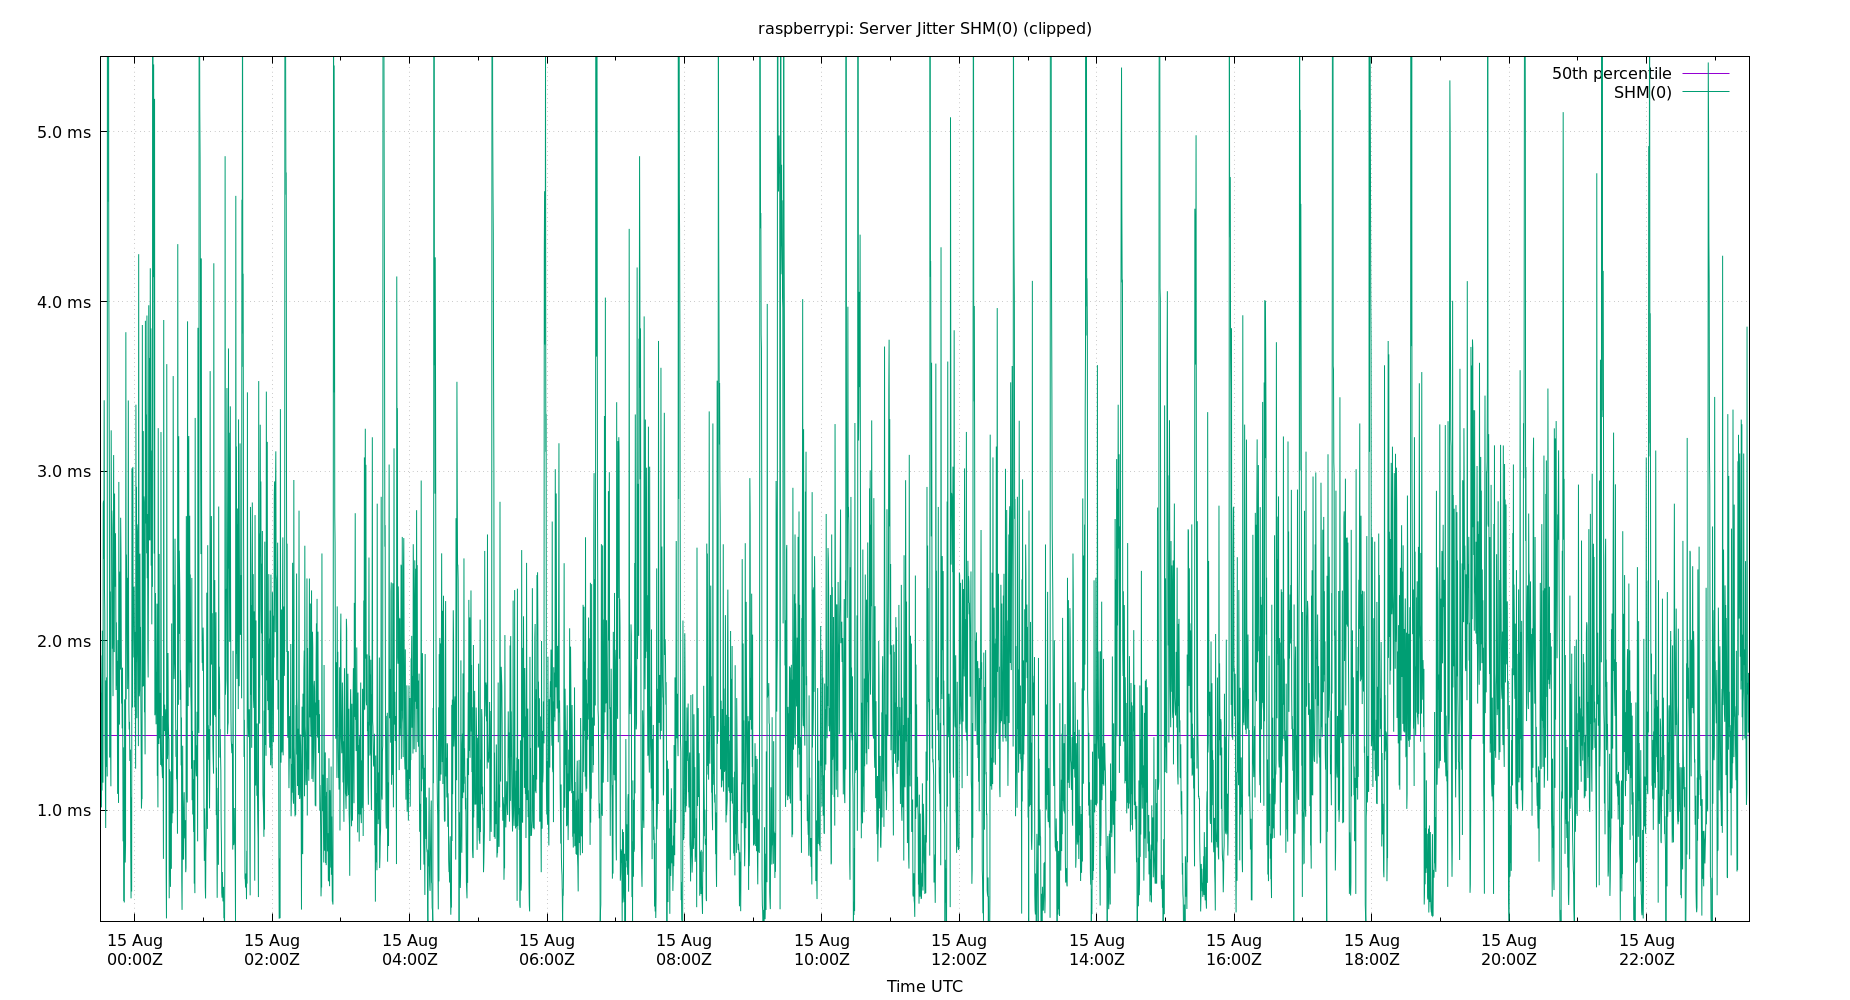 raspberrypi: Server Jitter SHM(0) (clipped)
50th percentile
SHM(0)
5.0 ms
4.0 ms
3.0 ms
2.0 ms
1.0 ms
15 Aug 15 Aug 15 Aug 15 Aug 15 Aug 15 Aug 15 Aug 15 Aug 15 Aug 15 Aug 15 Aug 15 Aug
00:00Z 02:00Z 04:00Z 06:00Z 08:00Z 10:00Z 12:00Z 14:00Z 16:00Z 18:00Z 20:00Z 22:00Z
Time UTC